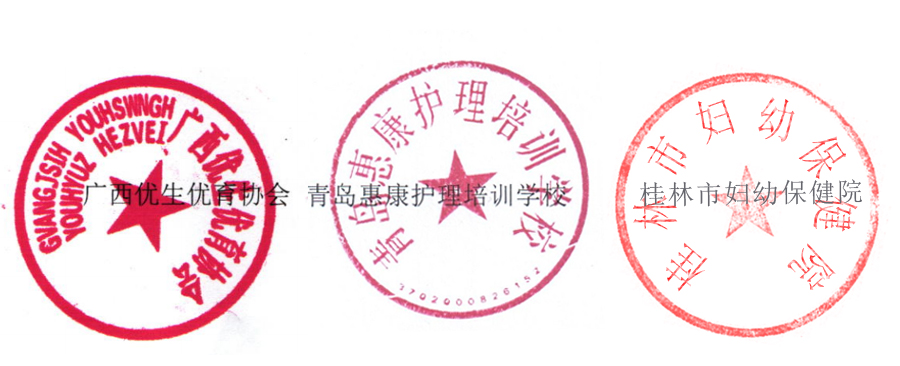 GVANGJSIH YOUHSWNGH
YOUHYUZ HEZVEI
广西优生优育协会
广西优生优育协会
青岛惠康护理培训学校
青岛惠康护理培训学校
3702000826152
桂林市妇幼保健院
桂林市妇幼保健院